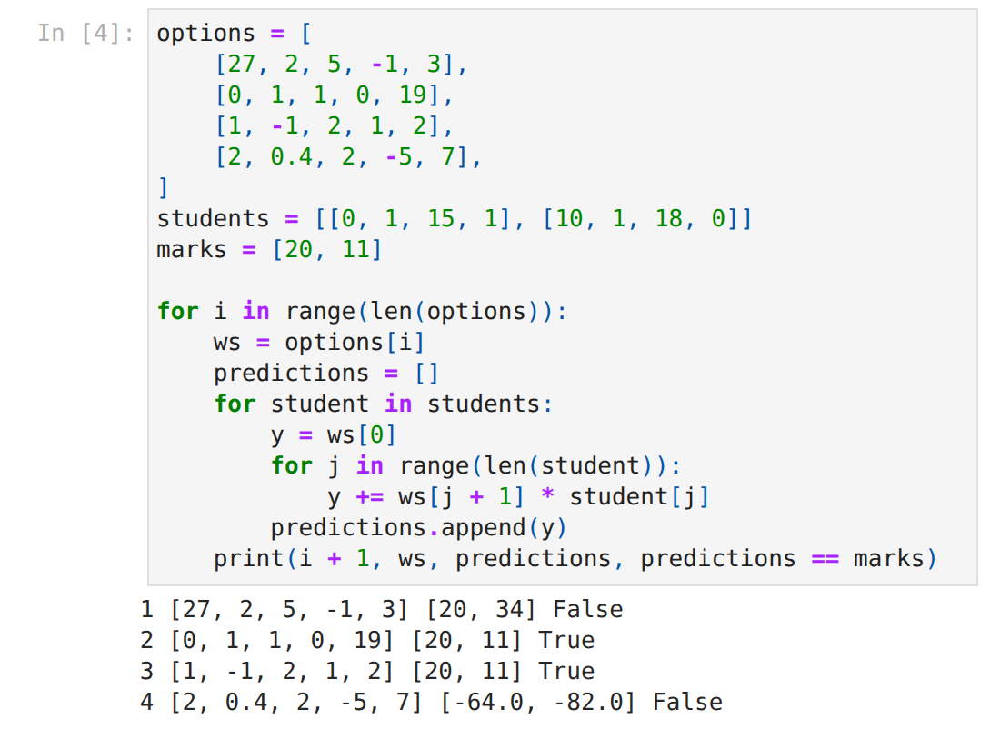 In [4]: options = [
    [27, 2, 5, -1, 3],
    [0, 1, 1, 0, 19],
    [1, -1, 2, 1, 2],
    [2, 0.4, 2, -5, 7],
]
students = [[0, 1, 15, 1], [10, 1, 18, 0]]
marks = [20, 11]

for i in range(len(options)):
    ws = options[i]
    predictions = []
    for student in students:
        y = ws[0]
        for j in range(len(student)):
            y += ws[j + 1] * student[j]
        predictions.append(y)
    print(i + 1, ws, predictions, predictions == marks)
1 [27, 2, 5, -1, 3] [20, 34] False
2 [0, 1, 1, 0, 19] [20, 11] True
3 [1, -1, 2, 1, 2] [20, 11] True
4 [2, 0.4, 2, -5, 7] [-64.0, -82.0] False